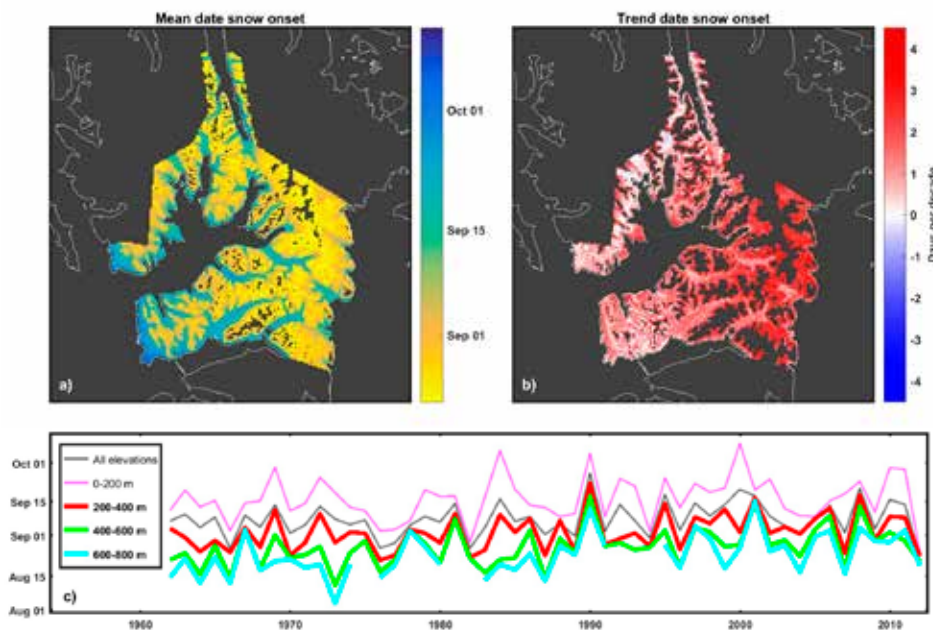 Mean date snow onset
Oct 01
Sep 15
Sep 01
a)
Trend date snow onset
4
3
2
1
0
-1
-2
-3
-4
Days per decade
b)
Oct 01
Sep 15
Sep 01
Aug 15
Aug 01
All elevations
0-200 m
200-400 m
400-600 m
600-800 m
c)
1960
1970
1980
1990
2000
2010